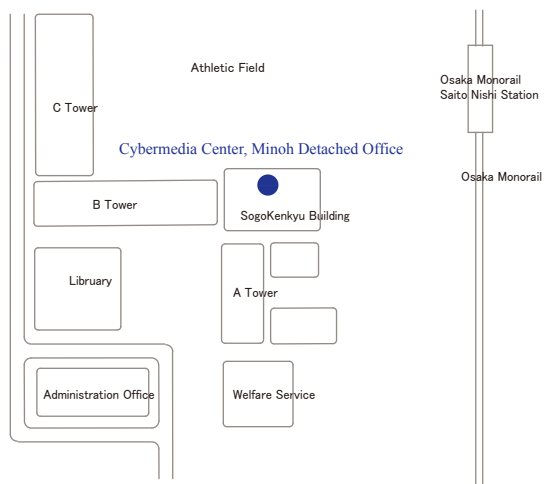 Athletic Field
Osaka Monorail
Saito Nishi Station
C Tower
Cybermedia Center, Minoh Detached Office
Osaka Monorail
B Tower
SogoKenkyu Building
Libruary
A Tower
Administration Office
Welfare Service